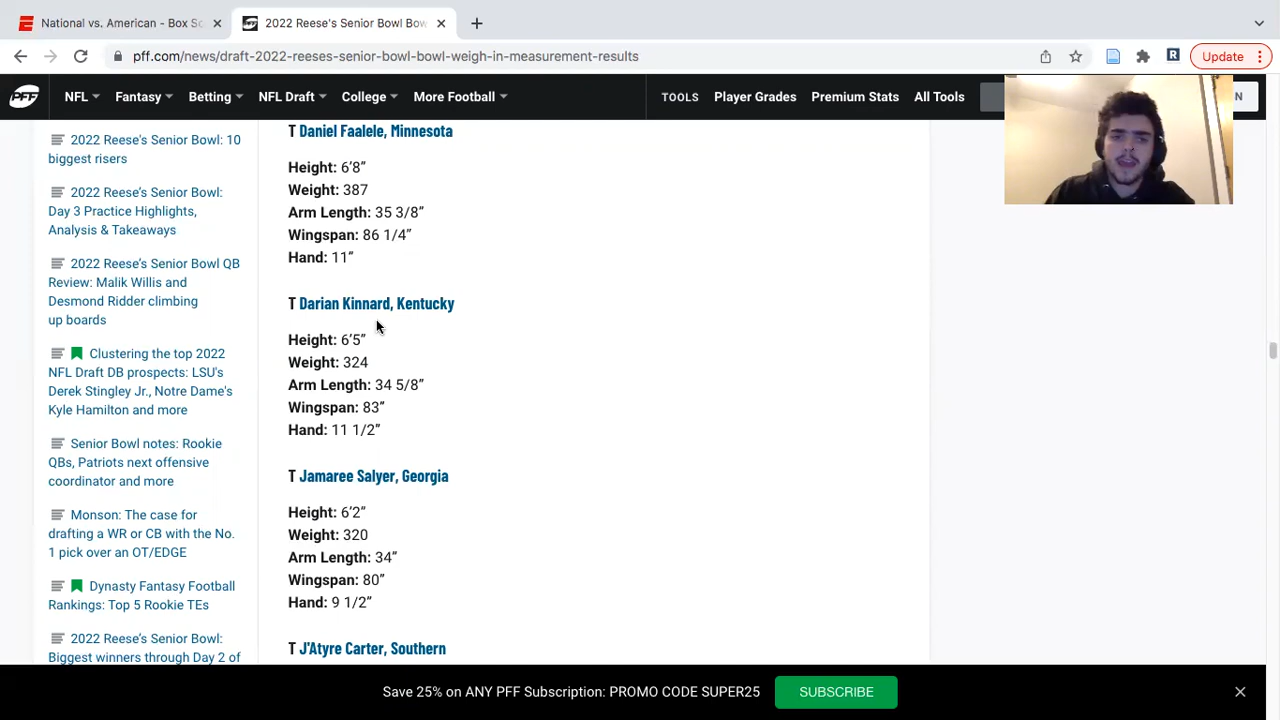 National vs. American - Box Sc
2022 Reese's Senior Bowl Bow
pff.com/news/draft-2022-reeses-senior-bowl-bowl-weigh-in-measurement-results
R
Update
PFF
NFL
Fantasy
Betting
NFL Draft
College
More Football
TOOLS
Player Grades
Premium Stats
All Tools
N
2022 Reese's Senior Bowl: 10
biggest risers
2022 Reese's Senior Bowl:
Day 3 Practice Highlights,
Analysis & Takeaways
2022 Reese's Senior Bowl QB
Review: Malik Willis and
Desmond Ridder climbing
up boards
Clustering the top 2022
NFL Draft DB prospects: LSU's
Derek Stingley Jr., Notre Dame's
Kyle Hamilton and more
Senior Bowl notes: Rookie
QBs, Patriots next offensive
coordinator and more
Monson: The case for
drafting a WR or CB with the No.
1 pick over an OT/EDGE
Dynasty Fantasy Football
Rankings: Top 5 Rookie TEs
2022 Reese's Senior Bowl:
Biggest winners through Day 2 of
T Daniel Faalele, Minnesota
Height: 6’8”
Weight: 387
Arm Length: 35 3/8”
Wingspan: 86 1/4”
Hand: 11”
T Darian Kinnard, Kentucky
Height: 6’5”
Weight: 324
Arm Length: 34 5/8”
Wingspan: 83”
Hand: 11 1/2”
T Jamaree Salyer, Georgia
Height: 6’2”
Weight: 320
Arm Length: 34”
Wingspan: 80”
Hand: 9 1/2”
T J'Atyre Carter, Southern
Save 25% on ANY PFF Subscription: PROMO CODE SUPER25
SUBSCRIBE